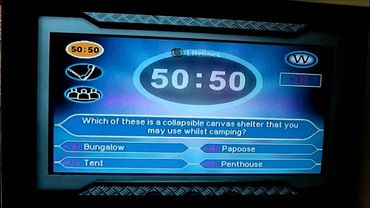 50:50
Lifelines
50:50
Which of these is a collapsible canvas shelter that you
may use whilst camping?
Bungalow
Papoose
Tent
Penthouse